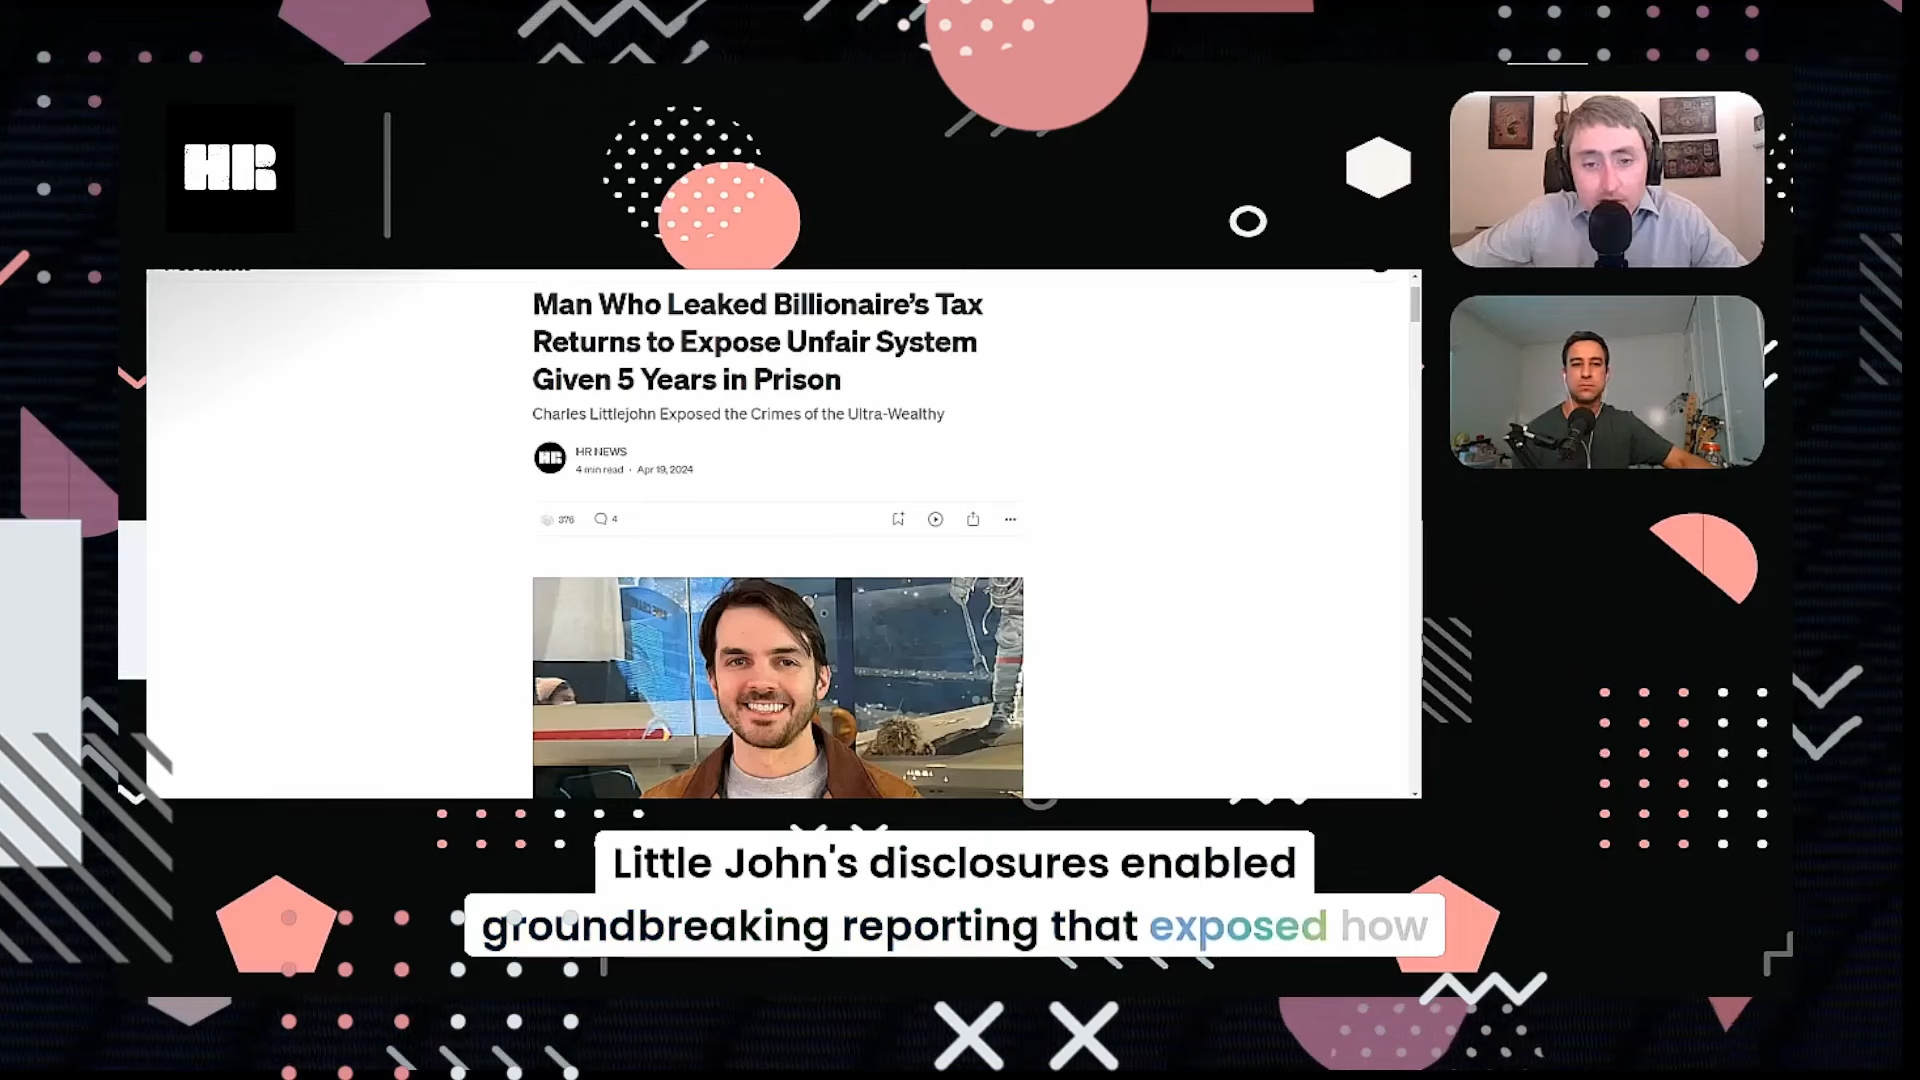 HR
Man Who Leaked Billionaire’s Tax
Returns to Expose Unfair System
Given 5 Years in Prison
Charles Littlejohn Exposed the Crimes of the Ultra-Wealthy
HR
HR NEWS
4 min read · Apr 19, 2024
376 4
Little John's disclosures enabled
groundbreaking reporting that exposed how